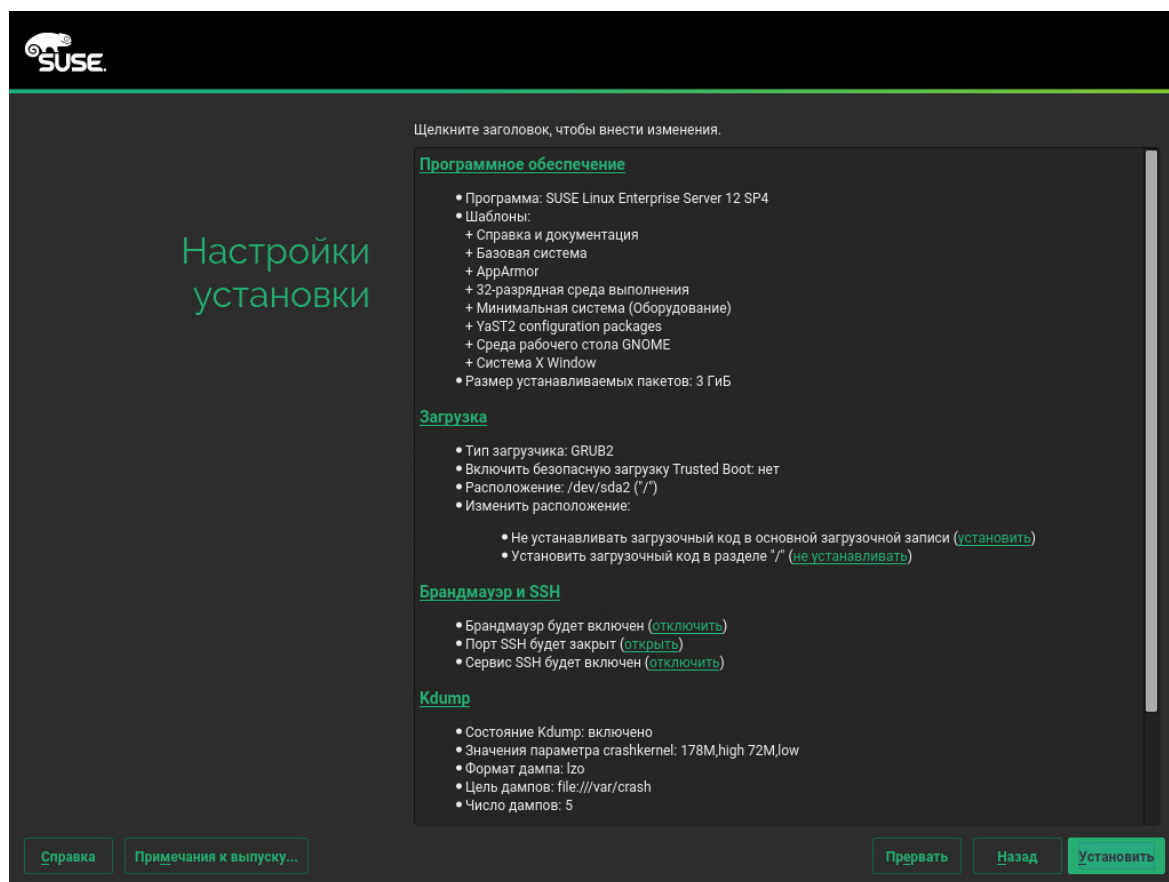 SUSE.
Щелкните заголовок, чтобы внести изменения.
Настройки
установки
Программное обеспечение
• Программа: SUSE Linux Enterprise Server 12 SP4
• Шаблоны:
+ Справка и документация
+ Базовая система
+ AppArmor
+ 32-разрядная среда выполнения
+ Минимальная система (Оборудование)
+ YaST2 configuration packages
+ Среда рабочего стола GNOME
+ Система X Window
• Размер устанавливаемых пакетов: 3 ГиБ
Загрузка
• Тип загрузчика: GRUB2
• Включить безопасную загрузку Trusted Boot: нет
• Расположение: /dev/sda2 ("/")
• Изменить расположение:
• Не устанавливать загрузочный код в основной загрузочной записи (установить)
• Установить загрузочный код в разделе "/" (не устанавливать)
Брандмауэр и SSH
• Брандмауэр будет включен (отключить)
• Порт SSH будет закрыт (открыть)
• Сервис SSH будет включен (отключить)
Kdump
• Состояние Kdump: включено
• Значения параметра crashkernel: 178M,high 72M,low
• Формат дампа: lzo
• Цель дампов: file:///var/crash
• Число дампов: 5
Справка
Примечания к выпуску...
Прервать
Назад
Установить